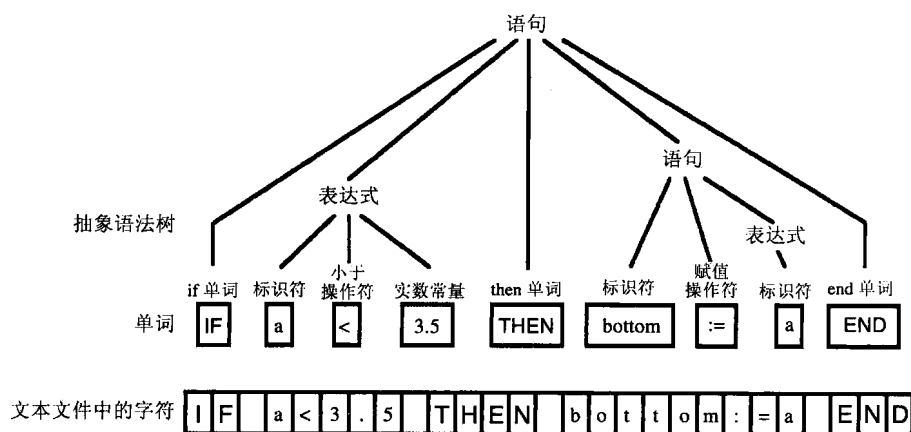 语句
语句
表达式
抽象语法树
表达式
if 单词 标识符 小于操作符 实数常量 then 单词 标识符 赋值操作符 标识符 end 单词
单词 IF a < 3.5 THEN bottom := a END
文本文件中的字符 I F a < 3 . 5 T H E N b o t t o m : = a E N D